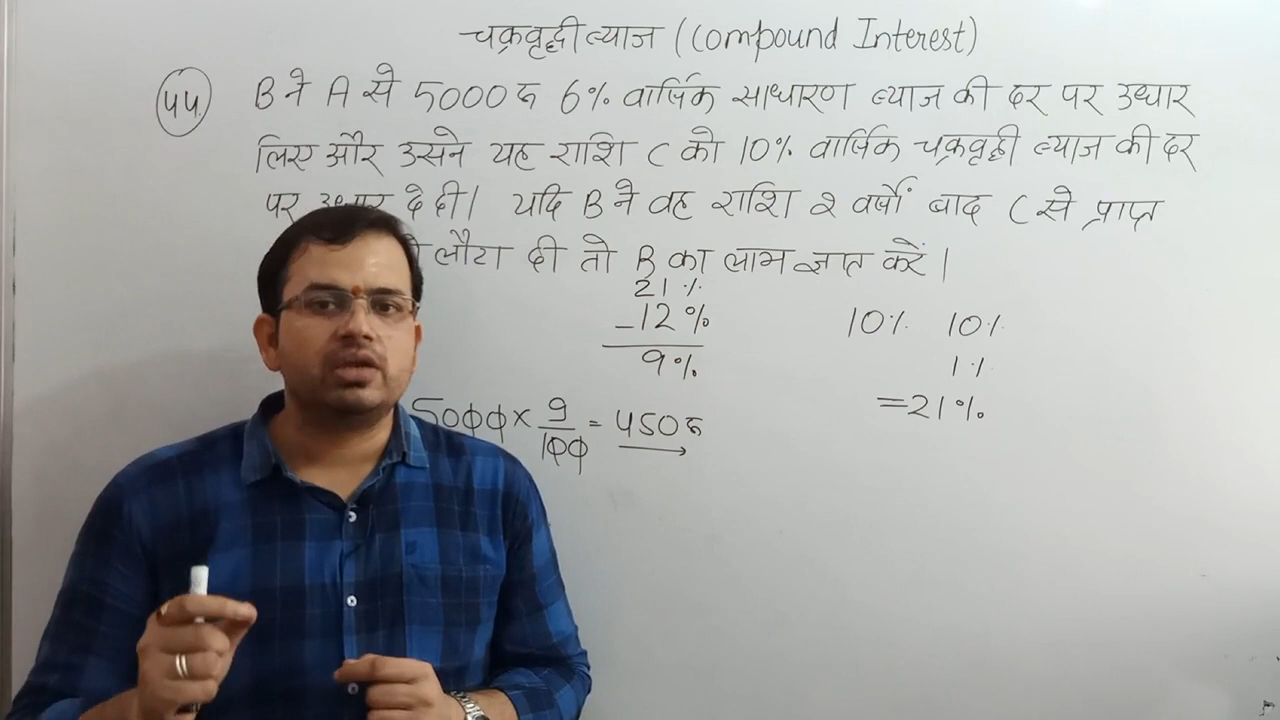 चक्रवृद्धी ब्याज (Compound Interest)
44. B ने A से 5000 रु 6% वार्षिक साधारण ब्याज की दर पर उधार
लिए और उसने यह राशि C को 10% वार्षिक चक्रवृद्धी ब्याज की दर
पर उधार दे दी। यदि B ने वह राशि 2 वर्षों बाद C से प्राप्त
लौटा दी तो B का लाभ ज्ञात करें।
21%
-12%
9%
5000 × 9/100 = 450 रु
10% 10%
1%
=21%